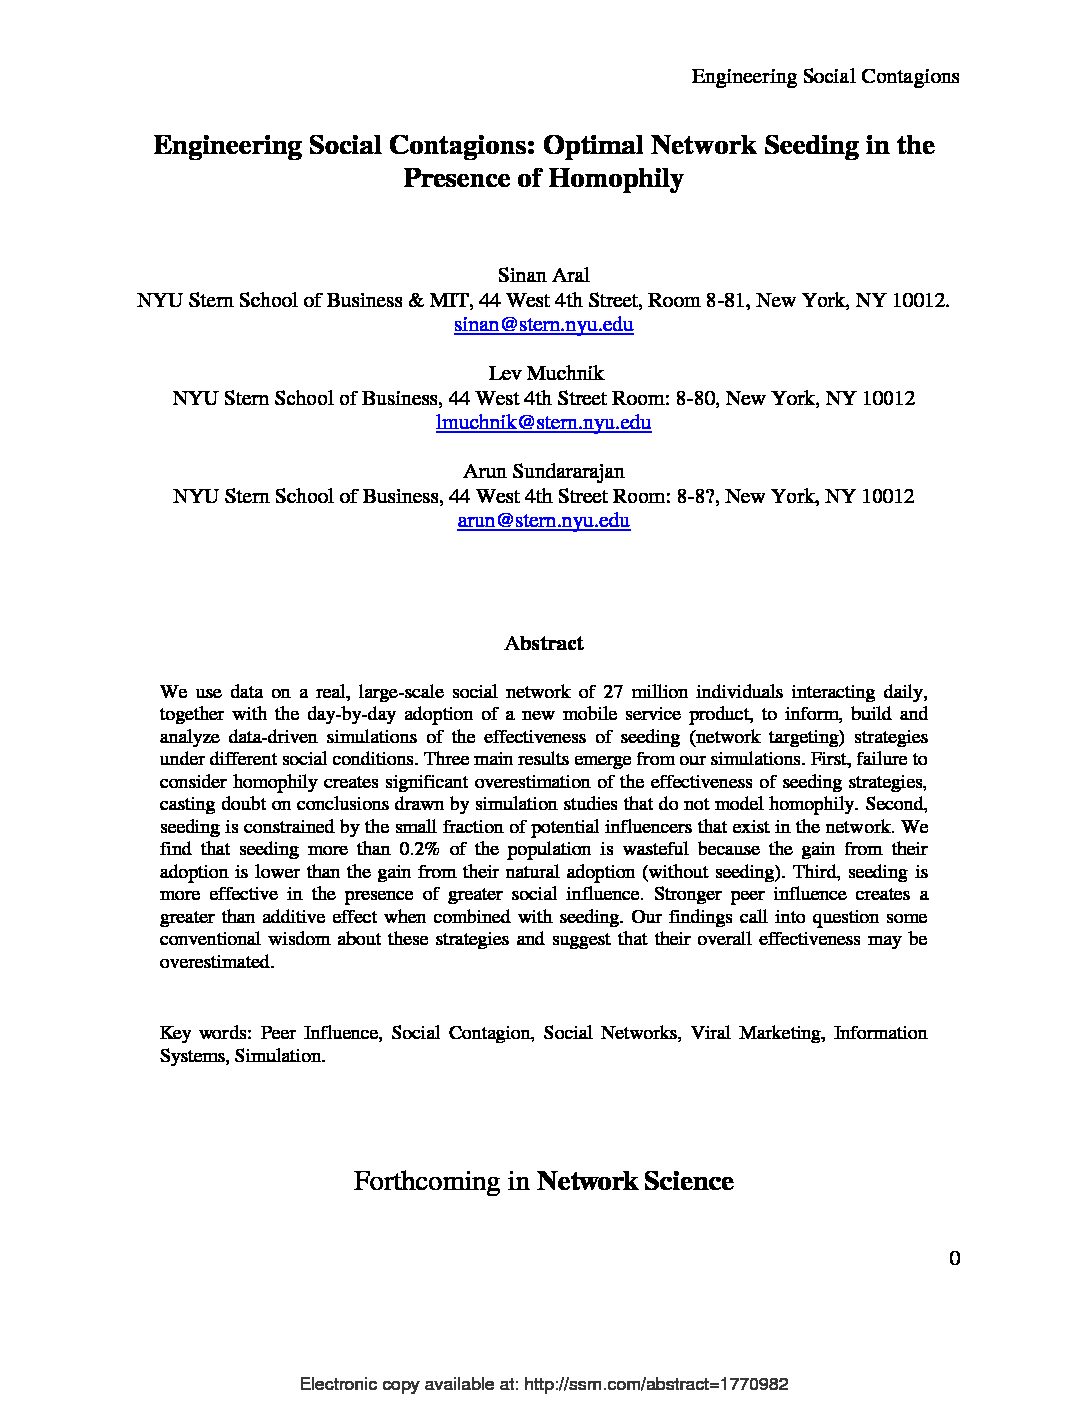 Engineering Social Contagions
Engineering Social Contagions: Optimal Network Seeding in the
Presence of Homophily
Sinan Aral
NYU Stern School of Business & MIT, 44 West 4th Street, Room 8-81, New York, NY 10012.
sinan@stern.nyu.edu
Lev Muchnik
NYU Stern School of Business, 44 West 4th Street Room: 8-80, New York, NY 10012
lmuchnik@stern.nyu.edu
Arun Sundararajan
NYU Stern School of Business, 44 West 4th Street Room: 8-8?, New York, NY 10012
arun@stern.nyu.edu
Abstract
We use data on a real, large-scale social network of 27 million individuals interacting daily,
together with the day-by-day adoption of a new mobile service product, to inform, build and
analyze data-driven simulations of the effectiveness of seeding (network targeting) strategies
under different social conditions. Three main results emerge from our simulations. First, failure to
consider homophily creates significant overestimation of the effectiveness of seeding strategies,
casting doubt on conclusions drawn by simulation studies that do not model homophily. Second,
seeding is constrained by the small fraction of potential influencers that exist in the network. We
find that seeding more than 0.2% of the population is wasteful because the gain from their
adoption is lower than the gain from their natural adoption (without seeding). Third, seeding is
more effective in the presence of greater social influence. Stronger peer influence creates a
greater than additive effect when combined with seeding. Our findings call into question some
conventional wisdom about these strategies and suggest that their overall effectiveness may be
overestimated.
Key words: Peer Influence, Social Contagion, Social Networks, Viral Marketing, Information
Systems, Simulation.
Forthcoming in Network Science
0
Electronic copy available at: http://ssrn.com/abstract=1770982